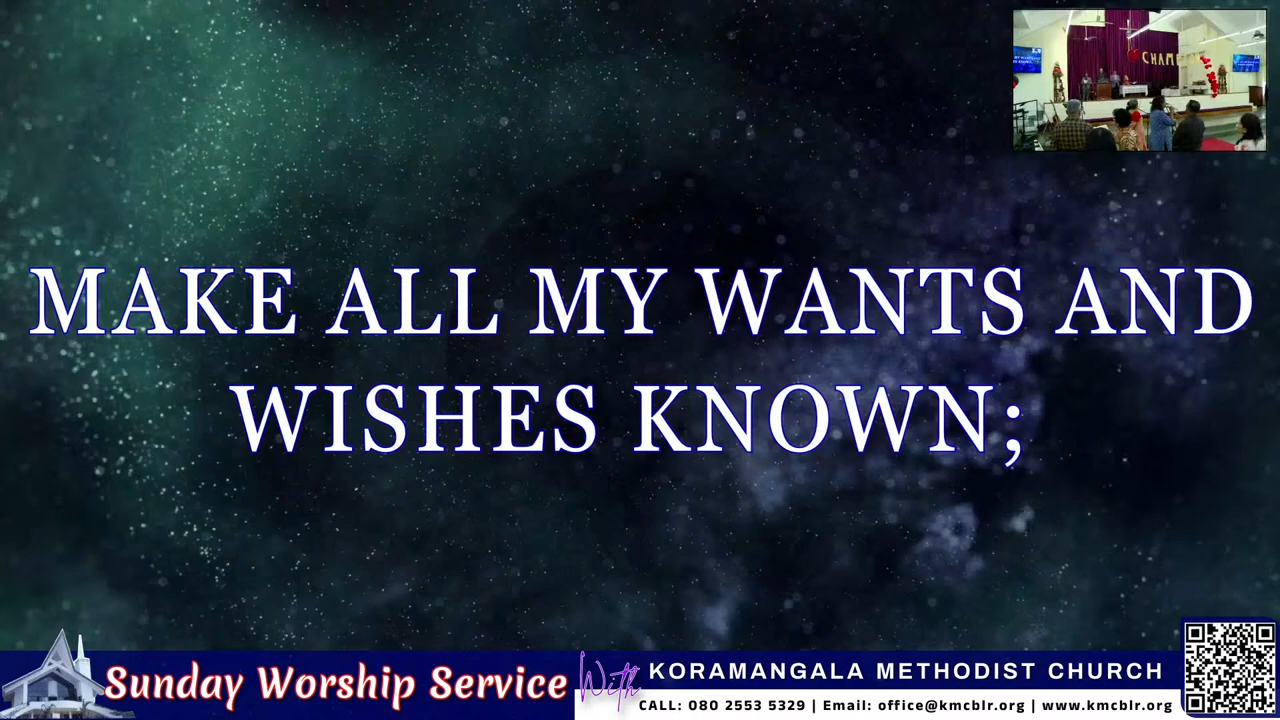 CHAMP
MAKE ALL MY WANTS AND
WISHES KNOWN;
Sunday Worship Service
With
KORAMANGALA METHODIST CHURCH
CALL: 080 2553 5329 | Email: office@kmcblr.org | www.kmcblr.org